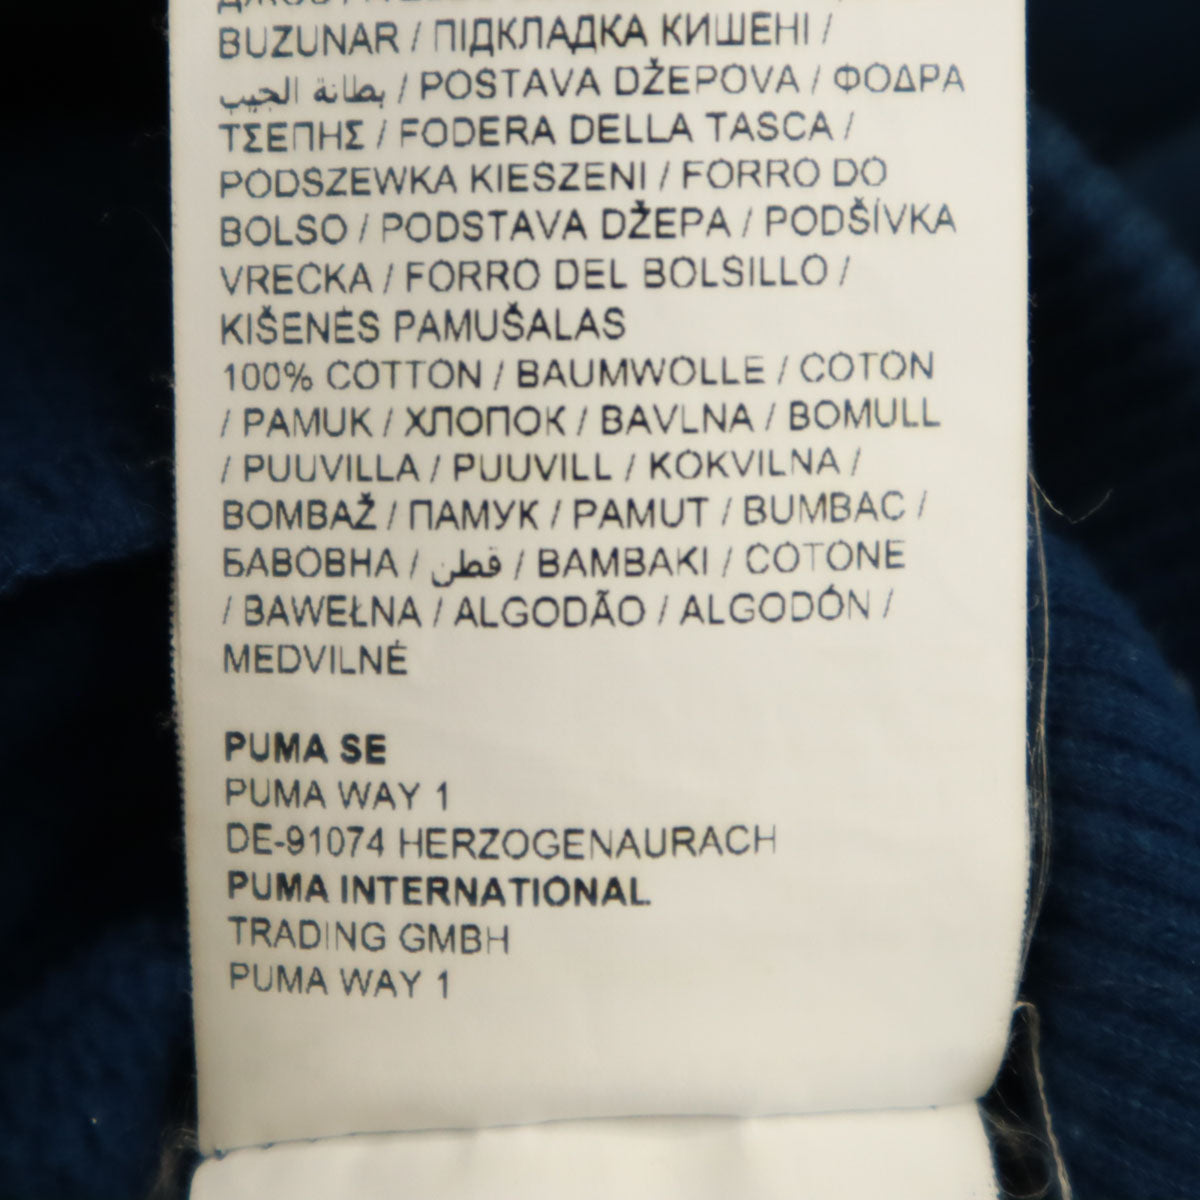 BUZUNAR / ПІДКЛАДКА КИШЕНІ /
بطانة الجيب / POSTAVA DŽEPOVA / ΦΟΔΡΑ
ΤΣΕΠΗΣ / FODERA DELLA TASCA /
PODSZEWKA KIESZENI / FORRO DO
BOLSO / PODSTAVA DŽEPA / PODŠÍVKA
VRECKA / FORRO DEL BOLSILLO /
KIŠENĖS PAMUŠALAS
100% COTTON / BAUMWOLLE / COTON
/ PAMUK / ХЛОПОК / BAVLNA / BOMULL
/ PUUVILLA / PUUVILL / KOKVILNA /
BOMBAŽ / ПАМУК / PAMUT / BUMBAC /
БАВОВНА / قطن / BAMBAKI / COTONE
/ BAWEŁNA / ALGODÃO / ALGODÓN /
MEDVILNĖ
PUMA SE
PUMA WAY 1
DE-91074 HERZOGENAURACH
PUMA INTERNATIONAL
TRADING GMBH
PUMA WAY 1